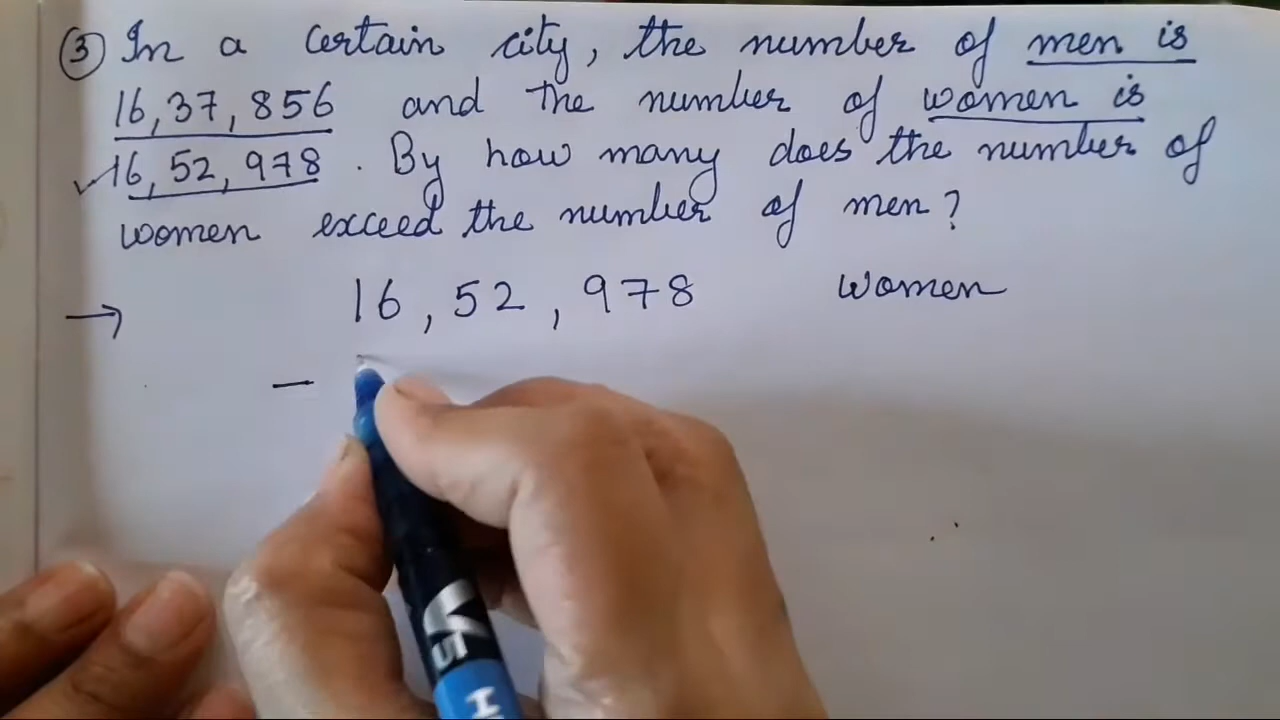 ③ In a certain city, the number of men is
16,37,856 and the number of women is
16,52,978. By how many does the number of
women exceed the number of men?
→ 16,52,978 women
—
V5